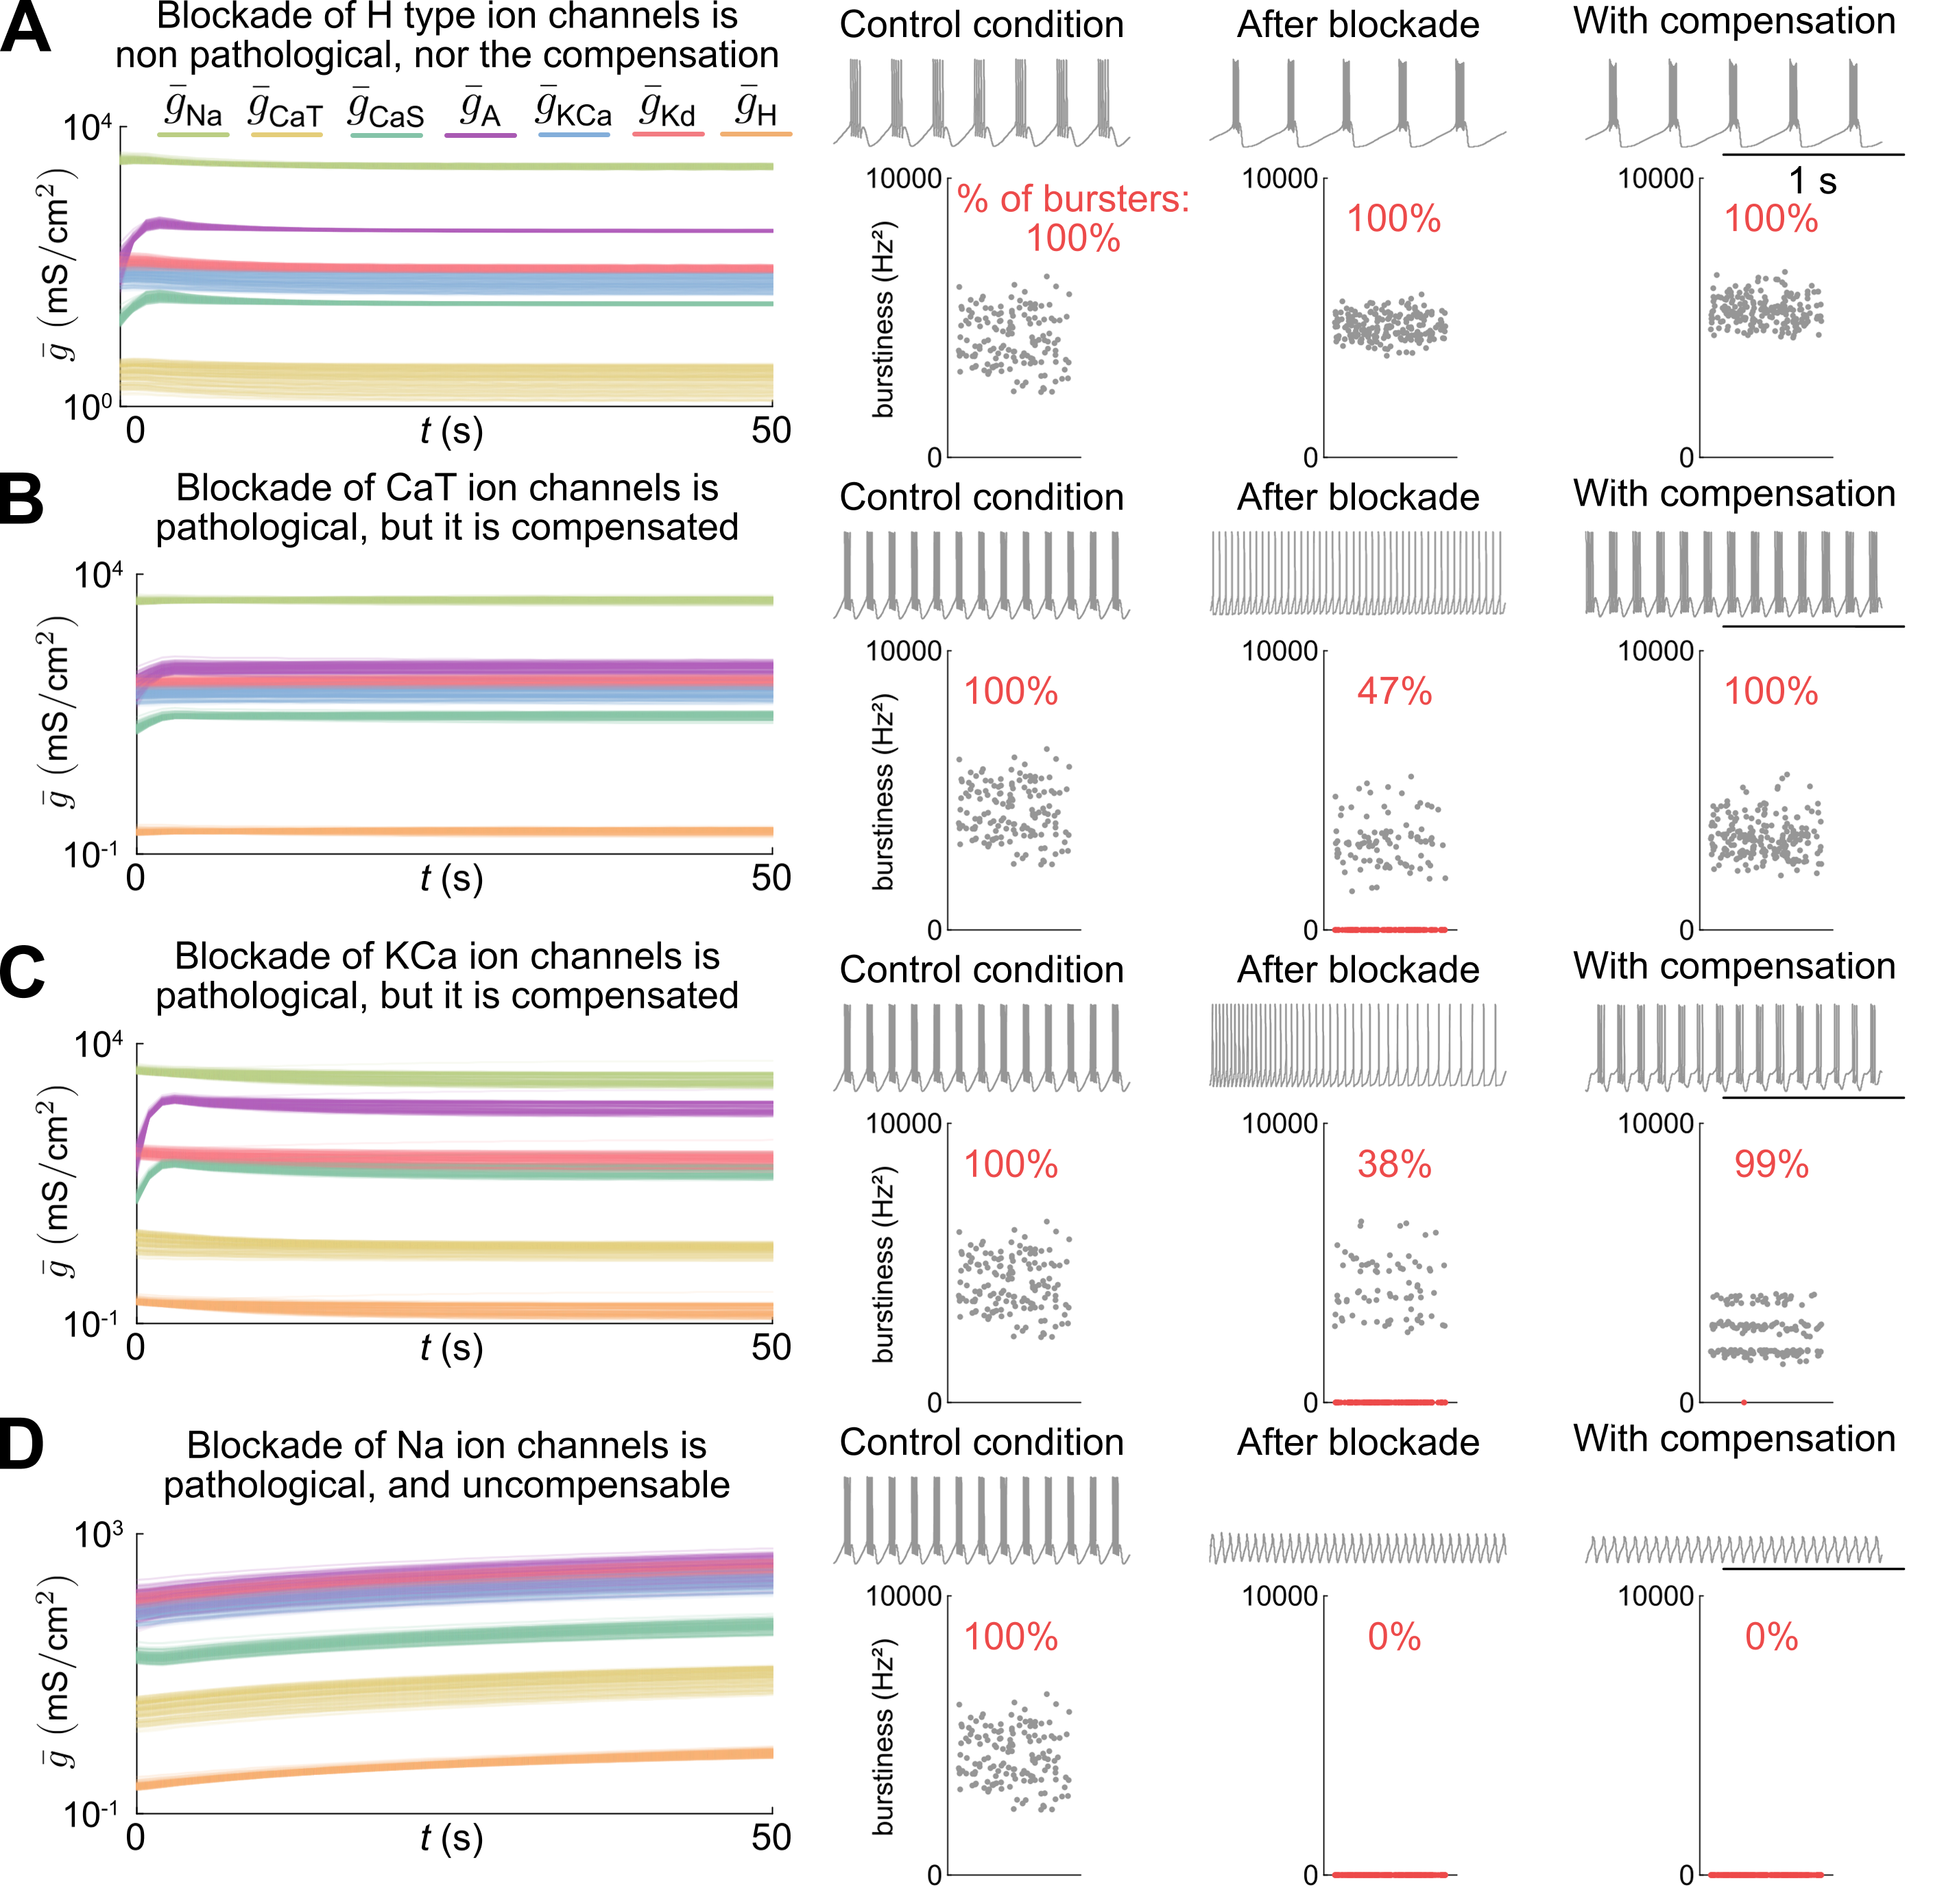 A
Blockade of H type ion channels is
non pathological, nor the compensation
g̅Na g̅CaT g̅CaS g̅A g̅KCa g̅Kd g̅H
10⁴
g̅ (mS/cm²)
10⁰
0
t (s)
50
Control condition
After blockade
With compensation
1 s
10000
% of bursters:
100%
burstiness (Hz²)
0
10000
100%
0
10000
100%
0
B
Blockade of CaT ion channels is
pathological, but it is compensated
10⁴
g̅ (mS/cm²)
10⁻¹
0
t (s)
50
Control condition
After blockade
With compensation
10000
100%
burstiness (Hz²)
0
10000
47%
0
10000
100%
0
C
Blockade of KCa ion channels is
pathological, but it is compensated
10⁴
g̅ (mS/cm²)
10⁻¹
0
t (s)
50
Control condition
After blockade
With compensation
10000
100%
burstiness (Hz²)
0
10000
38%
0
10000
99%
0
D
Blockade of Na ion channels is
pathological, and uncompensable
10³
g̅ (mS/cm²)
10⁻¹
0
t (s)
50
Control condition
After blockade
With compensation
10000
100%
burstiness (Hz²)
0
10000
0%
0
10000
0%
0